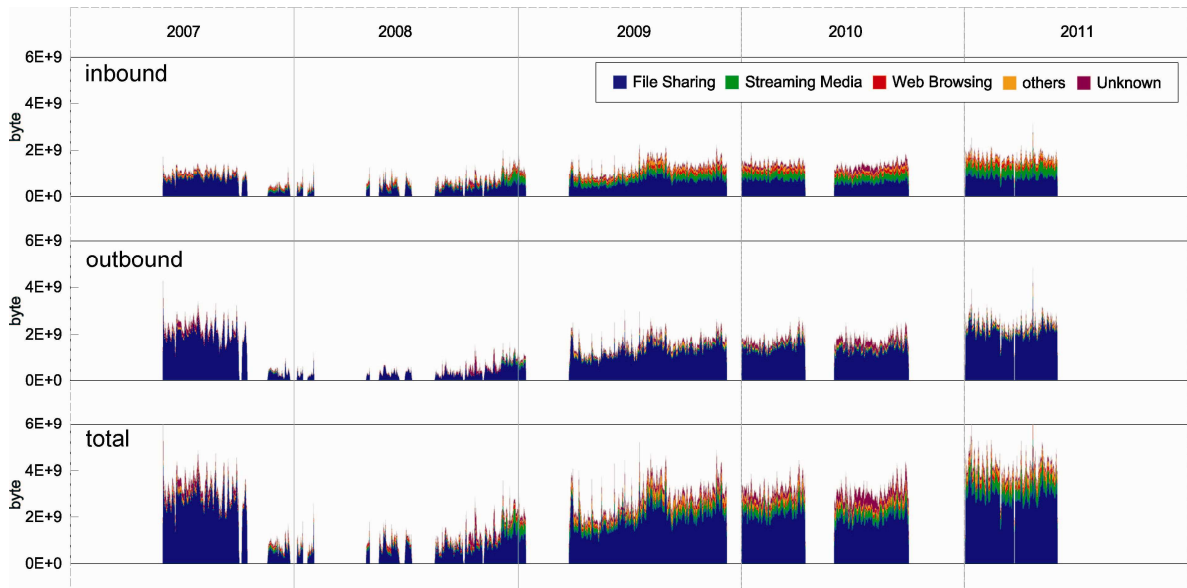 2007 2008 2009 2010 2011
6E+9
inbound
File Sharing Streaming Media Web Browsing others Unknown
4E+9
byte
2E+9
0E+0
6E+9
outbound
4E+9
byte
2E+9
0E+0
6E+9
total
4E+9
byte
2E+9
0E+0